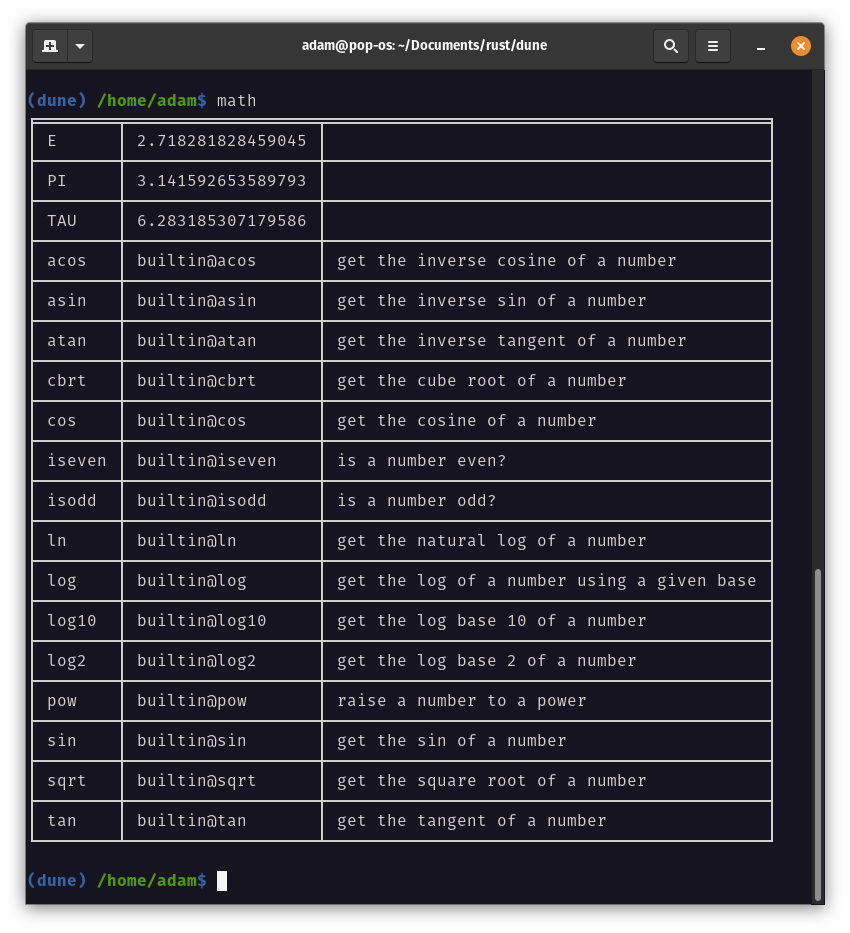 adam@pop-os: ~/Documents/rust/dune
(dune) /home/adam$ math
E 2.718281828459045
PI 3.141592653589793
TAU 6.283185307179586
acos builtin@acos get the inverse cosine of a number
asin builtin@asin get the inverse sin of a number
atan builtin@atan get the inverse tangent of a number
cbrt builtin@cbrt get the cube root of a number
cos builtin@cos get the cosine of a number
iseven builtin@iseven is a number even?
isodd builtin@isodd is a number odd?
ln builtin@ln get the natural log of a number
log builtin@log get the log of a number using a given base
log10 builtin@log10 get the log base 10 of a number
log2 builtin@log2 get the log base 2 of a number
pow builtin@pow raise a number to a power
sin builtin@sin get the sin of a number
sqrt builtin@sqrt get the square root of a number
tan builtin@tan get the tangent of a number
(dune) /home/adam$